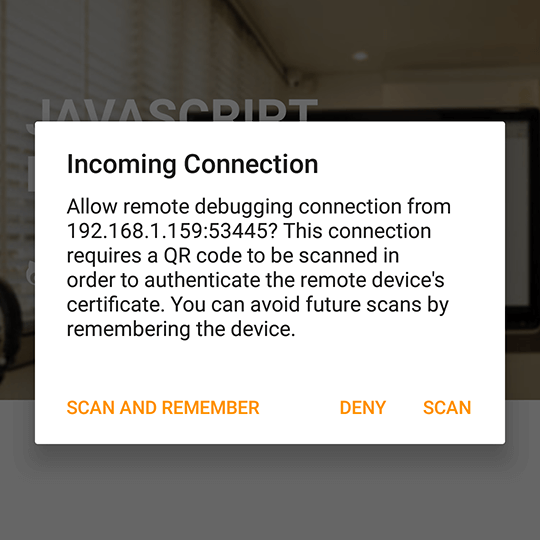 JAVASCRIPT
Incoming Connection
Allow remote debugging connection from
192.168.1.159:53445? This connection
requires a QR code to be scanned in
order to authenticate the remote device's
certificate. You can avoid future scans by
remembering the device.
SCAN AND REMEMBER DENY SCAN